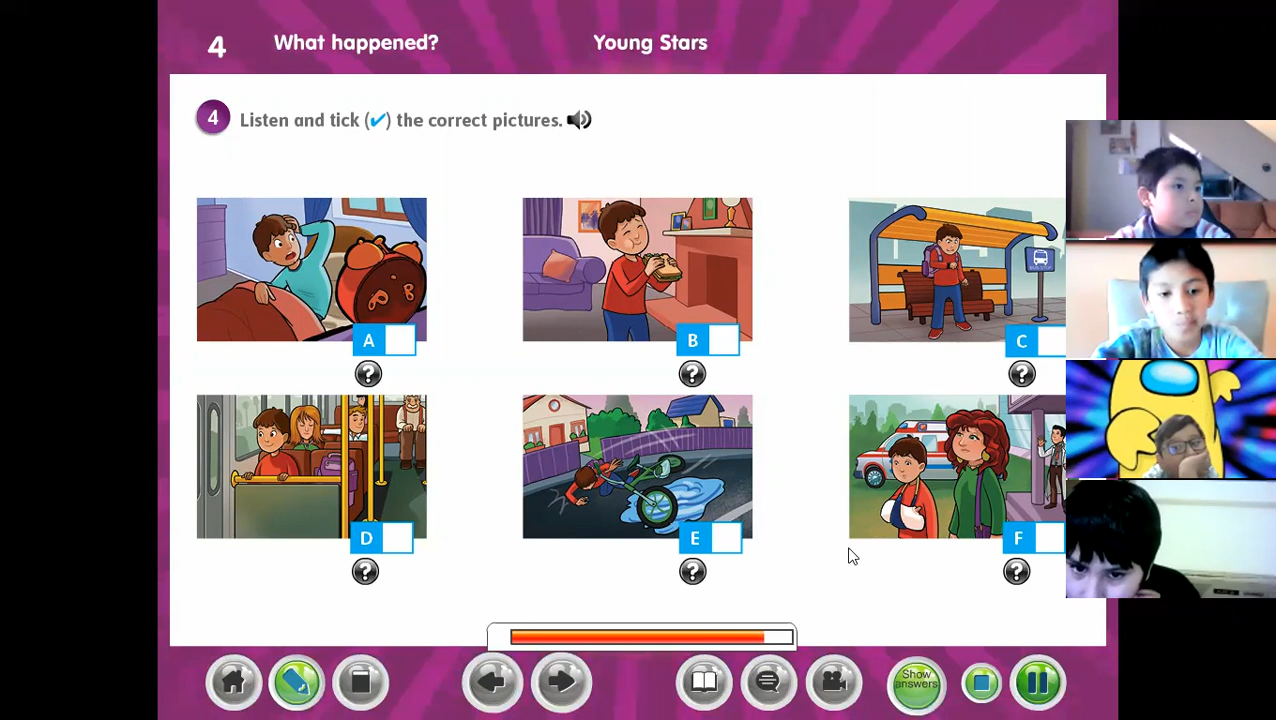 4 What happened? Young Stars
4 Listen and tick (✔) the correct pictures.
A B C
? ? ?
D E F
? ? ?
Show
answers